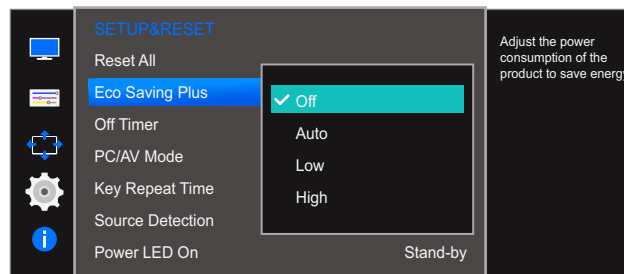 SETUP&RESET
Reset All
Eco Saving Plus
Off Timer
PC/AV Mode
Key Repeat Time
Source Detection
Power LED On
Stand-by
Off
Auto
Low
High
Adjust the power
consumption of the
product to save energy